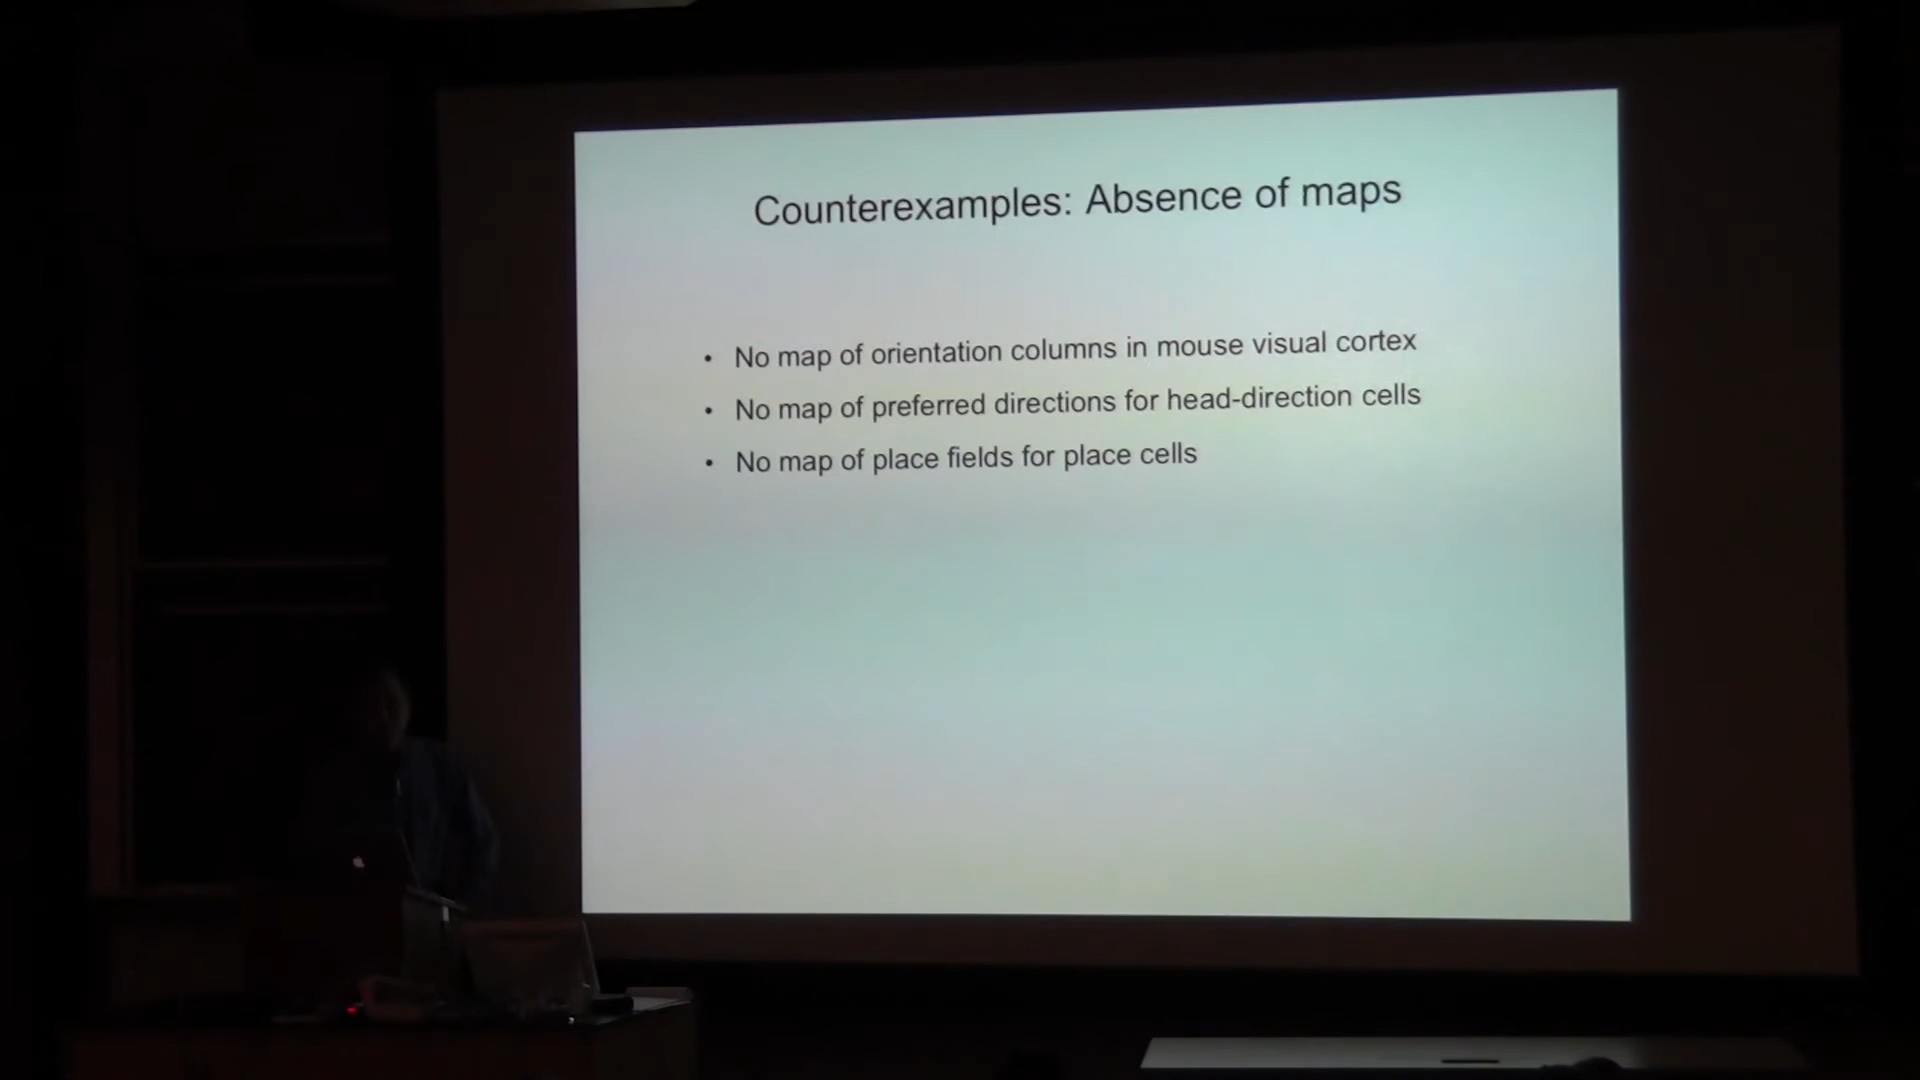 Counterexamples: Absence of maps
• No map of orientation columns in mouse visual cortex
• No map of preferred directions for head-direction cells
• No map of place fields for place cells